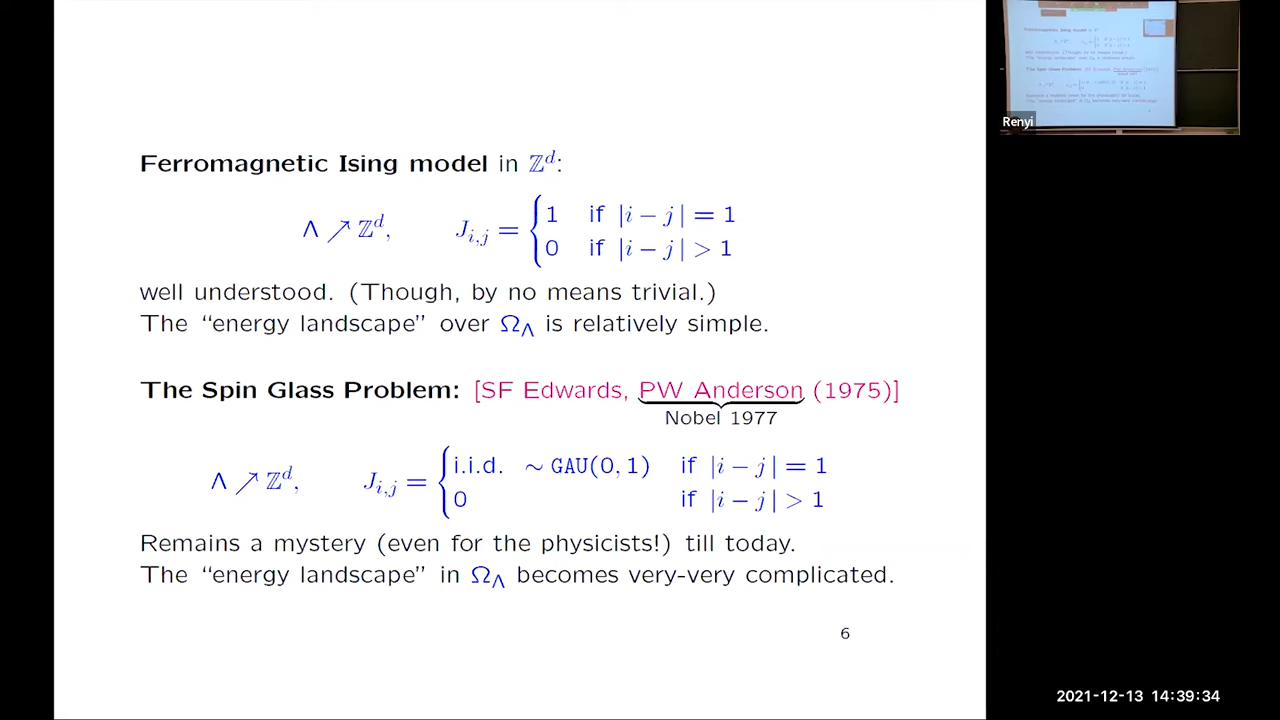 Ferromagnetic Ising model in ℤᵈ:
Λ ↗ ℤᵈ, J_{i,j} = { 1 if |i − j| = 1
0 if |i − j| > 1
well understood. (Though, by no means trivial.)
The “energy landscape” over Ω_Λ is relatively simple.
The Spin Glass Problem: [SF Edwards, PW Anderson (1975)]
Nobel 1977
Λ ↗ ℤᵈ, J_{i,j} = { i.i.d. ∼ GAU(0, 1) if |i − j| = 1
0 if |i − j| > 1
Remains a mystery (even for the physicists!) till today.
The “energy landscape” in Ω_Λ becomes very-very complicated.
6
Renyi
2021-12-13 14:39:34